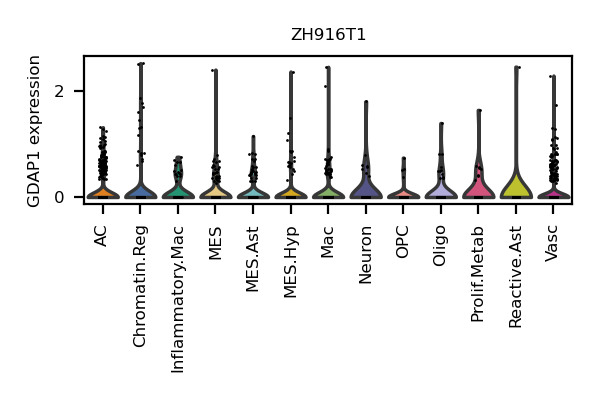 ZH916T1
GDAP1 expression
2
0
AC
Chromatin.Reg
Inflammatory.Mac
MES
MES.Ast
MES.Hyp
Mac
Neuron
OPC
Oligo
Prolif.Metab
Reactive.Ast
Vasc